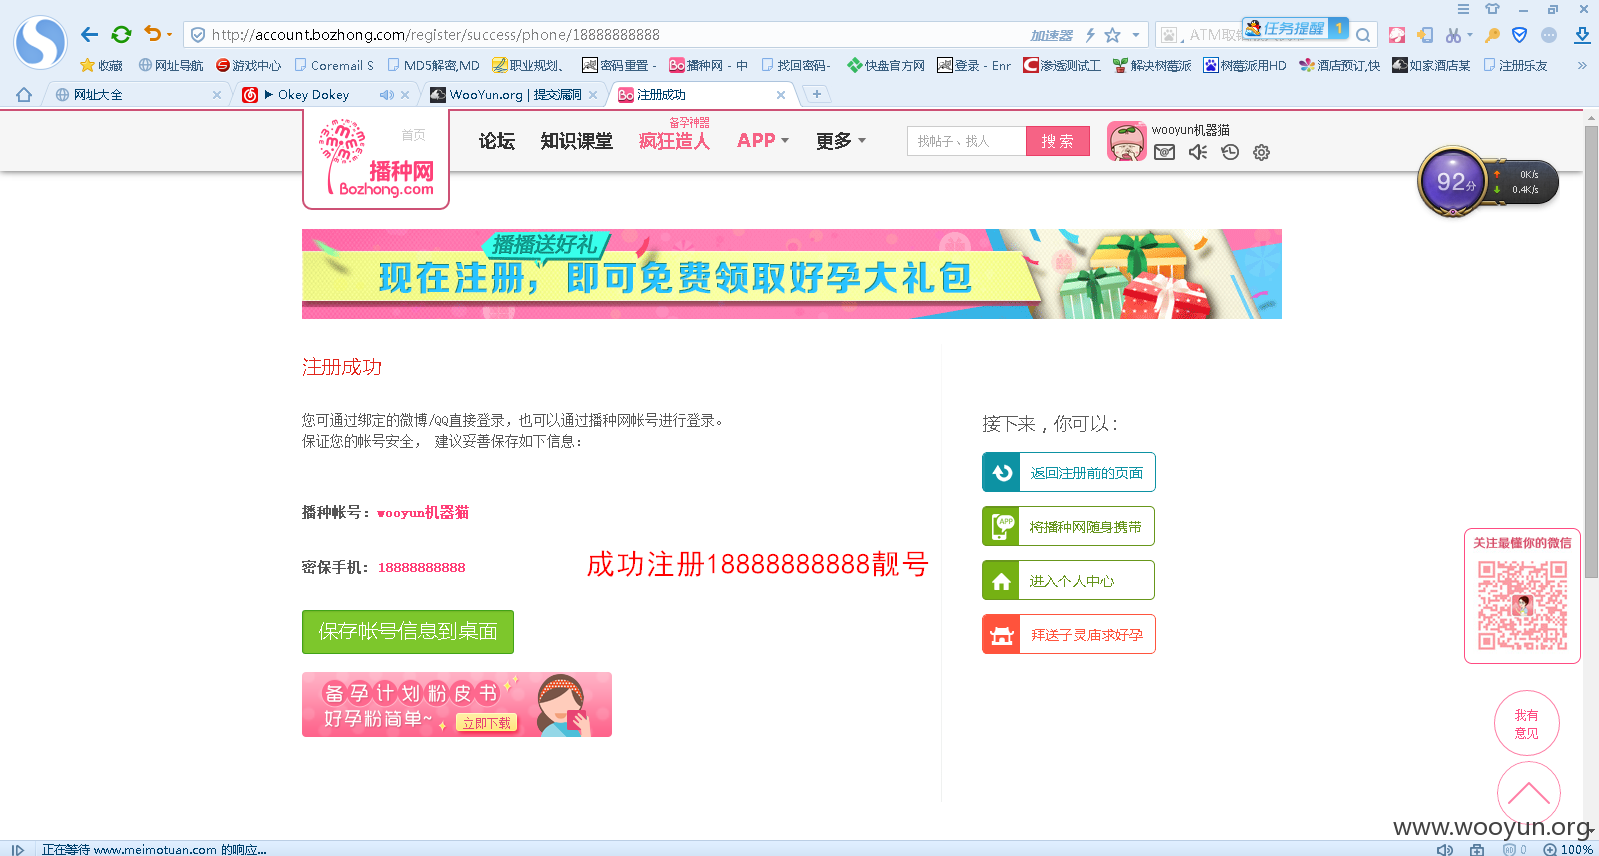 http://account.bozhong.com/register/success/phone/18888888888
加速器
任务提醒 1
收藏
网址导航
游戏中心
Coremail S
MD5解密,MD
职业规划、
密码重置 -
播种网 - 中
找回密码-
快盘官方网
登录 - Enr
渗透测试工
解决树莓派
树莓派用HD
酒店预订,快
如家酒店某
注册乐友
网址大全
Okey Dokey
WooYun.org | 提交漏洞
注册成功
播种网
Bozhong.com
首页
论坛
知识课堂
备孕神器
疯狂造人
APP
更多
找帖子、找人
搜 索
wooyun机器猫
92分
0K/s
0.4K/s
播播送好礼
现在注册，即可免费领取好孕大礼包
注册成功
您可通过绑定的微博/QQ直接登录，也可以通过播种网帐号进行登录。
保证您的帐号安全， 建议妥善保存如下信息：
播种帐号：wooyun机器猫
密保手机：18888888888
成功注册18888888888靓号
保存帐号信息到桌面
备孕计划粉皮书
好孕粉简单~
立即下载
接下来，你可以：
返回注册前的页面
APP
将播种网随身携带
进入个人中心
拜送子灵庙求好孕
关注最懂你的微信
我有
意见
www.wooyun.org
正在等待 www.meimotuan.com 的响应...
0
100%